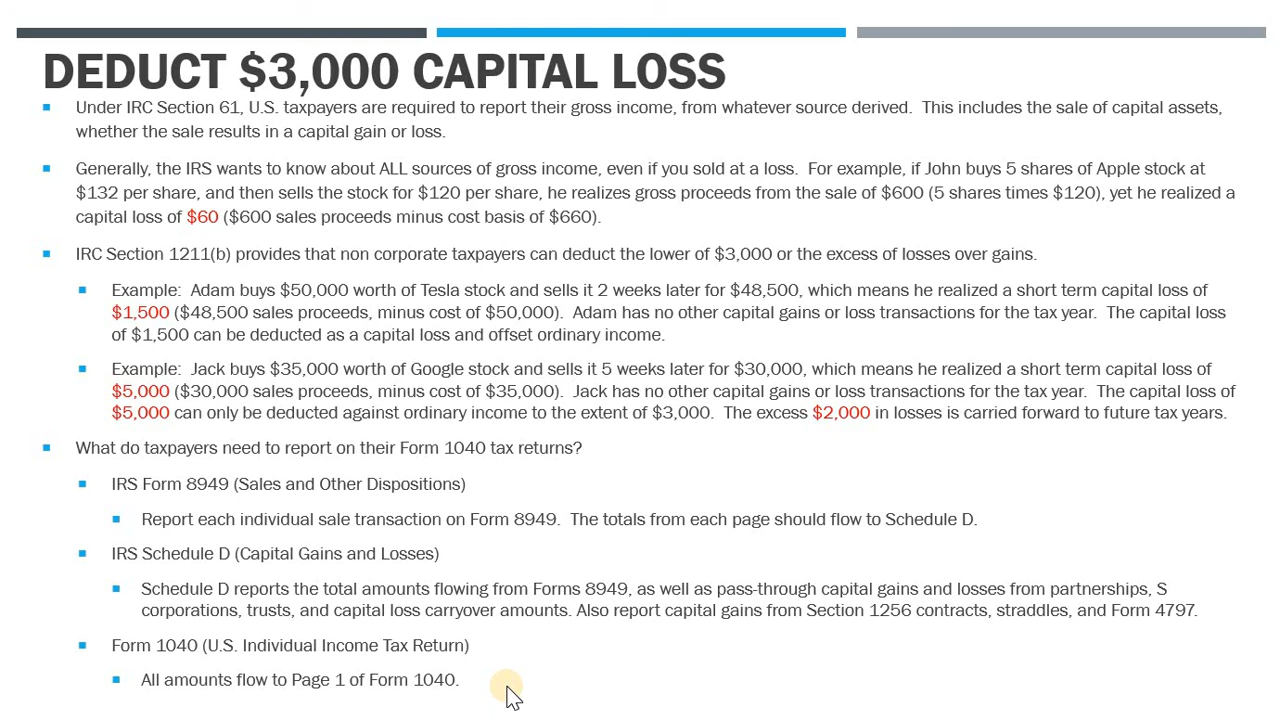 DEDUCT $3,000 CAPITAL LOSS
Under IRC Section 61, U.S. taxpayers are required to report their gross income, from whatever source derived.  This includes the sale of capital assets,
whether the sale results in a capital gain or loss.
Generally, the IRS wants to know about ALL sources of gross income, even if you sold at a loss.  For example, if John buys 5 shares of Apple stock at
$132 per share, and then sells the stock for $120 per share, he realizes gross proceeds from the sale of $600 (5 shares times $120), yet he realized a
capital loss of $60 ($600 sales proceeds minus cost basis of $660).
IRC Section 1211(b) provides that non corporate taxpayers can deduct the lower of $3,000 or the excess of losses over gains.
Example:  Adam buys $50,000 worth of Tesla stock and sells it 2 weeks later for $48,500, which means he realized a short term capital loss of
$1,500 ($48,500 sales proceeds, minus cost of $50,000).  Adam has no other capital gains or loss transactions for the tax year.  The capital loss
of $1,500 can be deducted as a capital loss and offset ordinary income.
Example:  Jack buys $35,000 worth of Google stock and sells it 5 weeks later for $30,000, which means he realized a short term capital loss of
$5,000 ($30,000 sales proceeds, minus cost of $35,000).  Jack has no other capital gains or loss transactions for the tax year.  The capital loss of
$5,000 can only be deducted against ordinary income to the extent of $3,000.  The excess $2,000 in losses is carried forward to future tax years.
What do taxpayers need to report on their Form 1040 tax returns?
IRS Form 8949 (Sales and Other Dispositions)
Report each individual sale transaction on Form 8949.  The totals from each page should flow to Schedule D.
IRS Schedule D (Capital Gains and Losses)
Schedule D reports the total amounts flowing from Forms 8949, as well as pass-through capital gains and losses from partnerships, S
corporations, trusts, and capital loss carryover amounts. Also report capital gains from Section 1256 contracts, straddles, and Form 4797.
Form 1040 (U.S. Individual Income Tax Return)
All amounts flow to Page 1 of Form 1040.